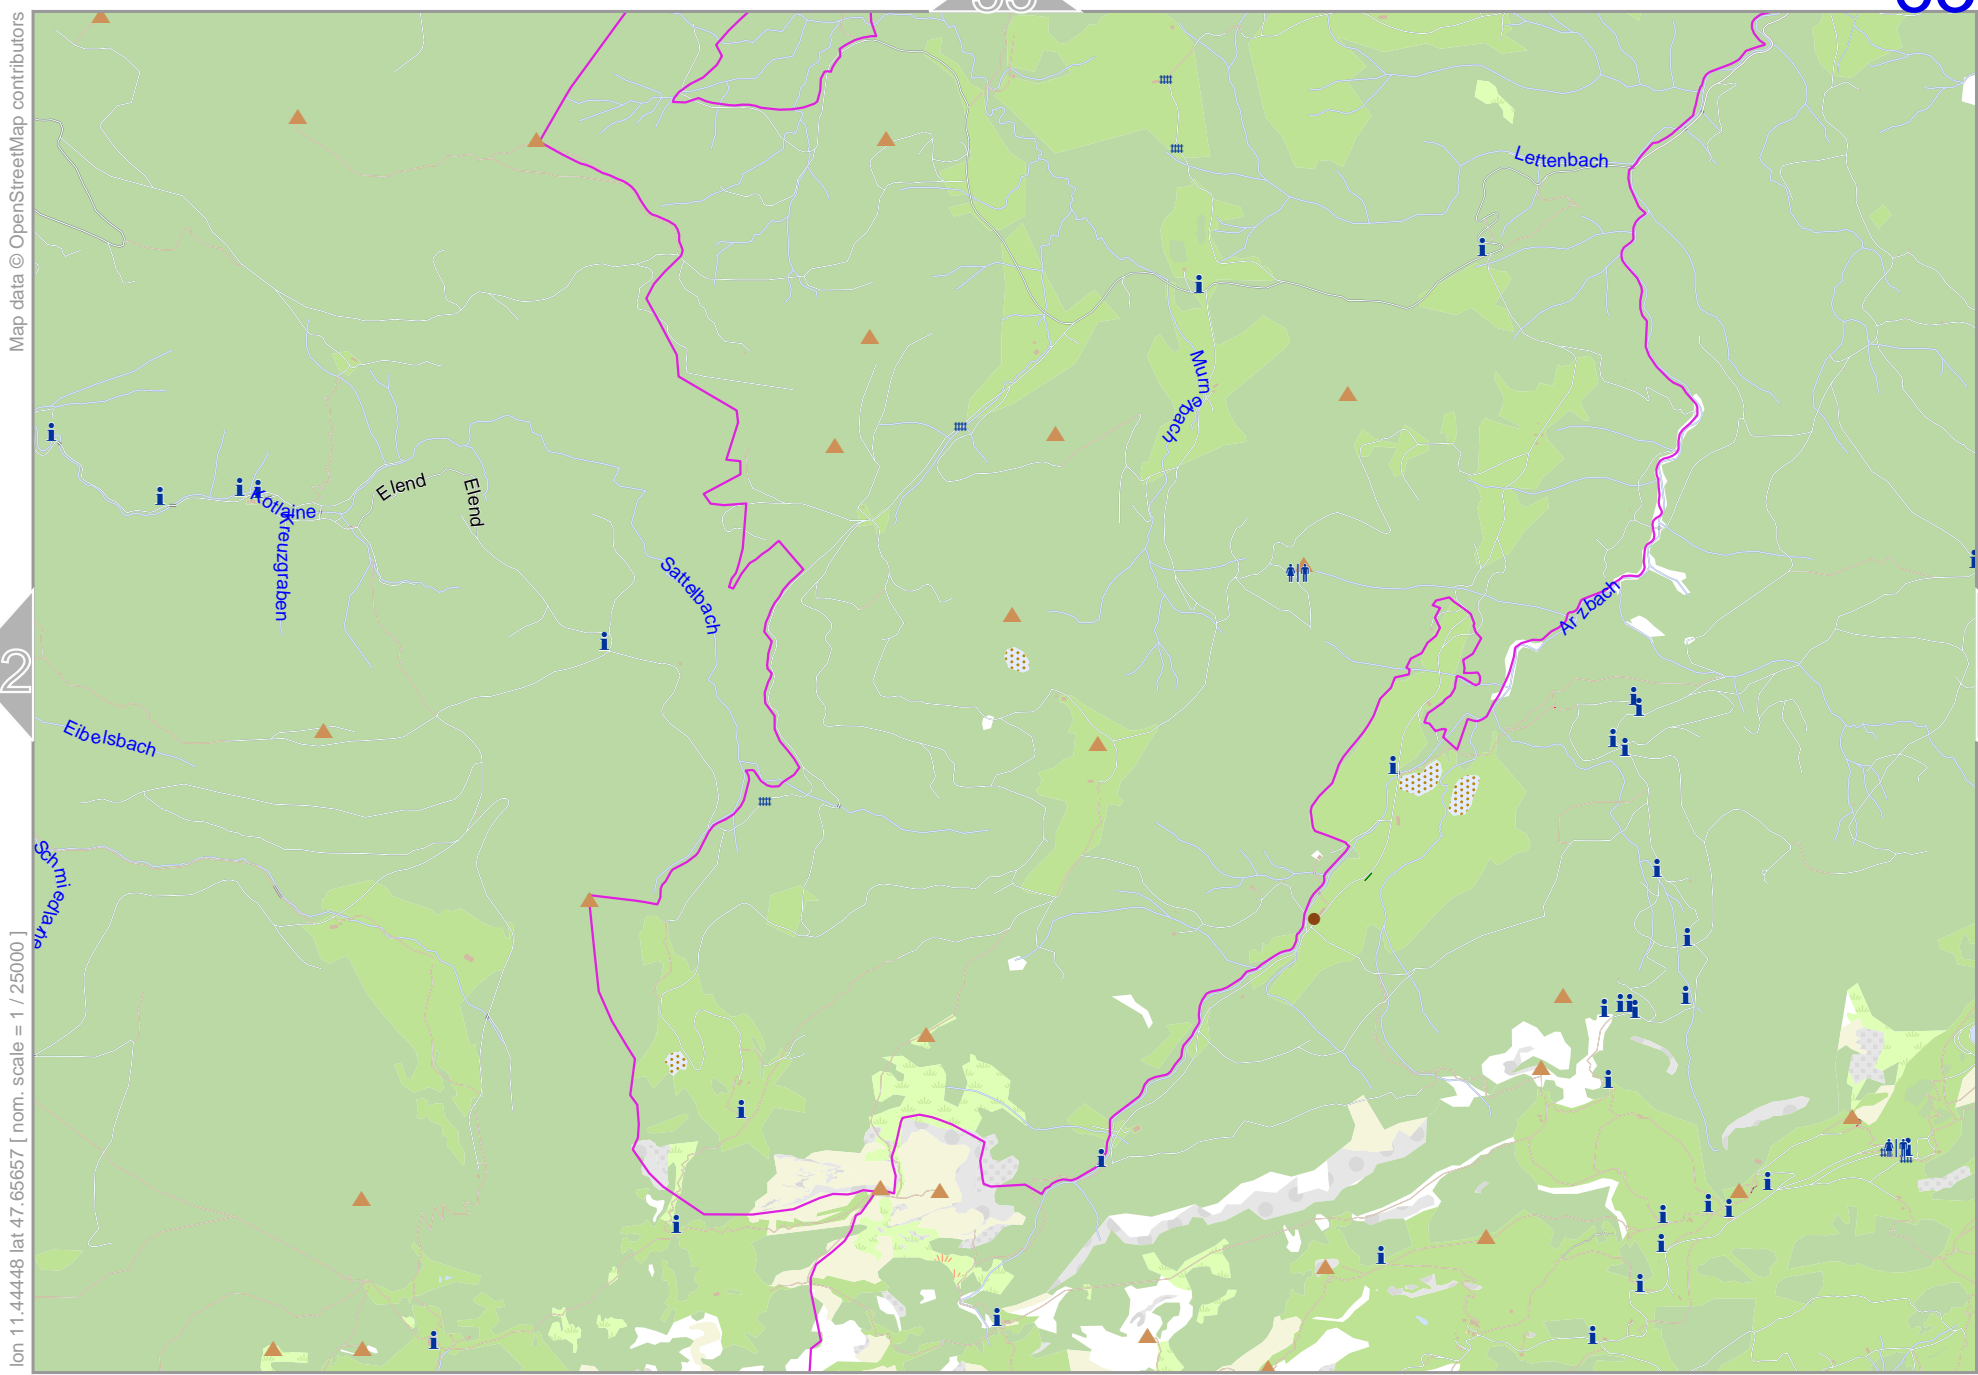 Map data © OpenStreetMap contributors
lon 11.44448 lat 47.65657 [ nom. scale = 1 / 25000 ]
2
Lettenbach
Murnerbach
Elend
Elend
Kotlaine
Kreuzgraben
Sattelbach
Arzbach
Eibelsbach
Schmiedlaine